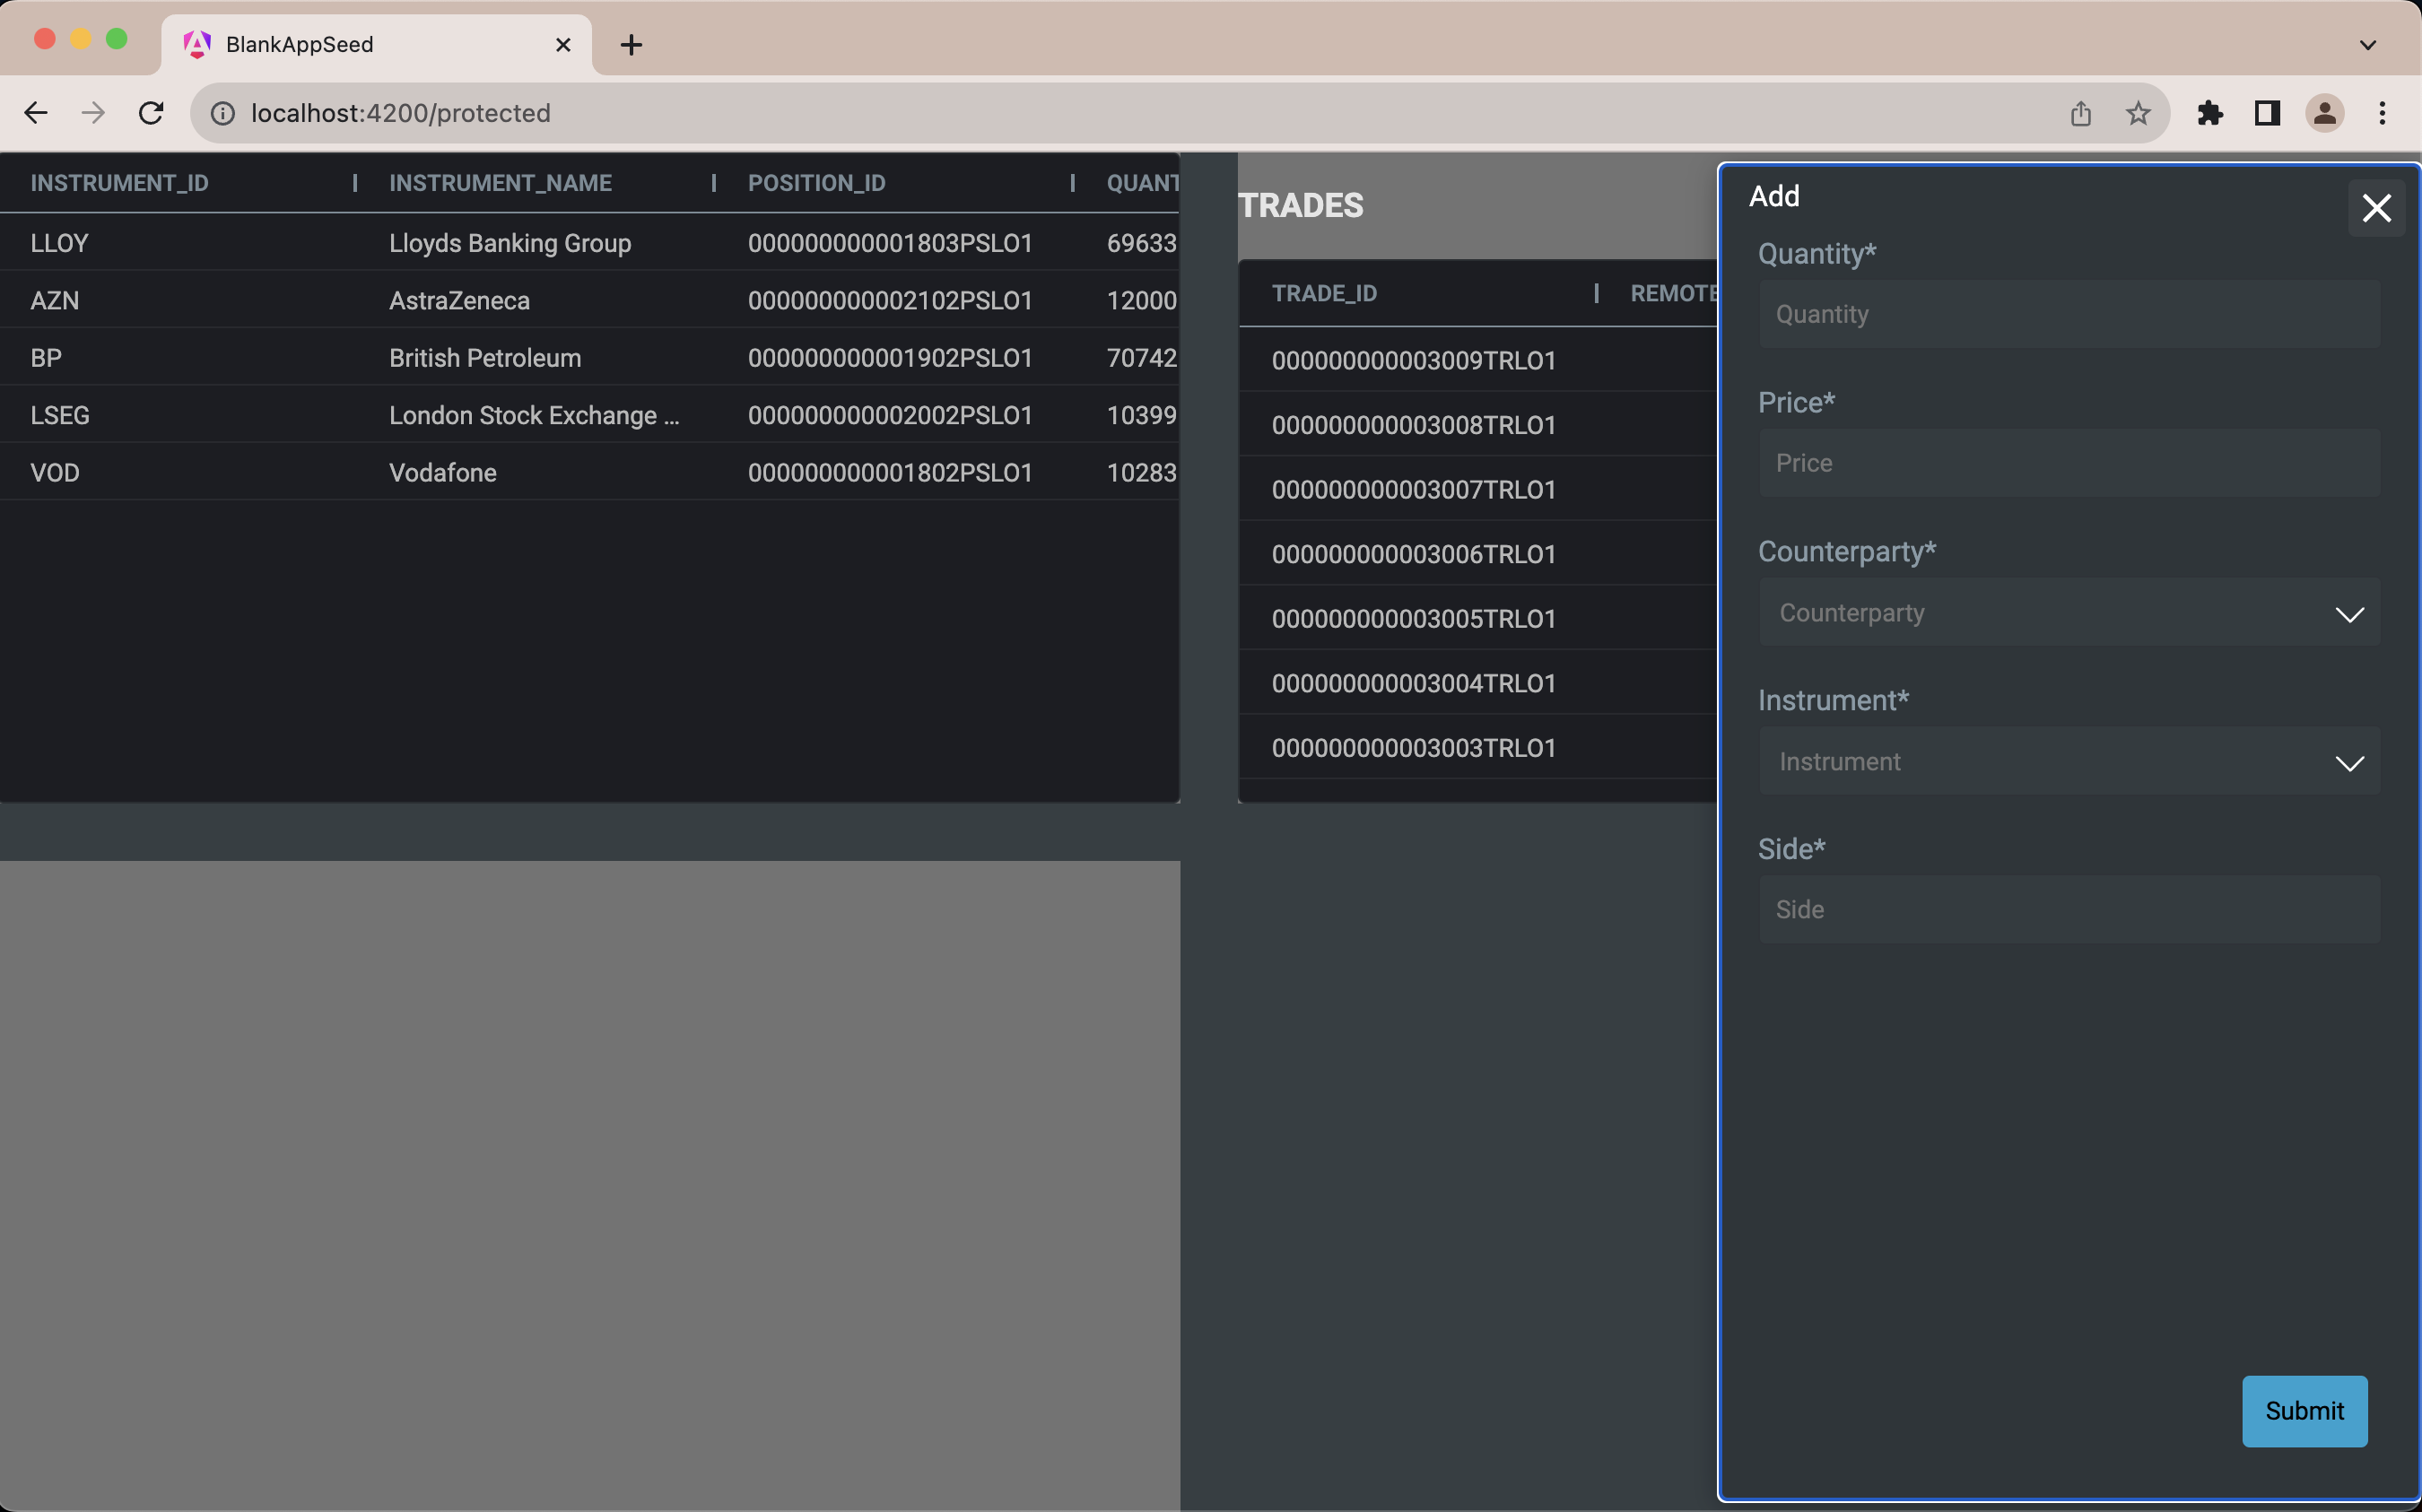 BlankAppSeed
localhost:4200/protected
INSTRUMENT_ID | INSTRUMENT_NAME | POSITION_ID | QUANT
LLOY Lloyds Banking Group 000000000001803PSLO1 69633
AZN AstraZeneca 000000000002102PSLO1 12000
BP British Petroleum 000000000001902PSLO1 70742
LSEG London Stock Exchange ... 000000000002002PSLO1 10399
VOD Vodafone 000000000001802PSLO1 10283
TRADES
TRADE_ID | REMOTE
000000000003009TRLO1
000000000003008TRLO1
000000000003007TRLO1
000000000003006TRLO1
000000000003005TRLO1
000000000003004TRLO1
000000000003003TRLO1
Add
Quantity*
Quantity
Price*
Price
Counterparty*
Counterparty
Instrument*
Instrument
Side*
Side
Submit